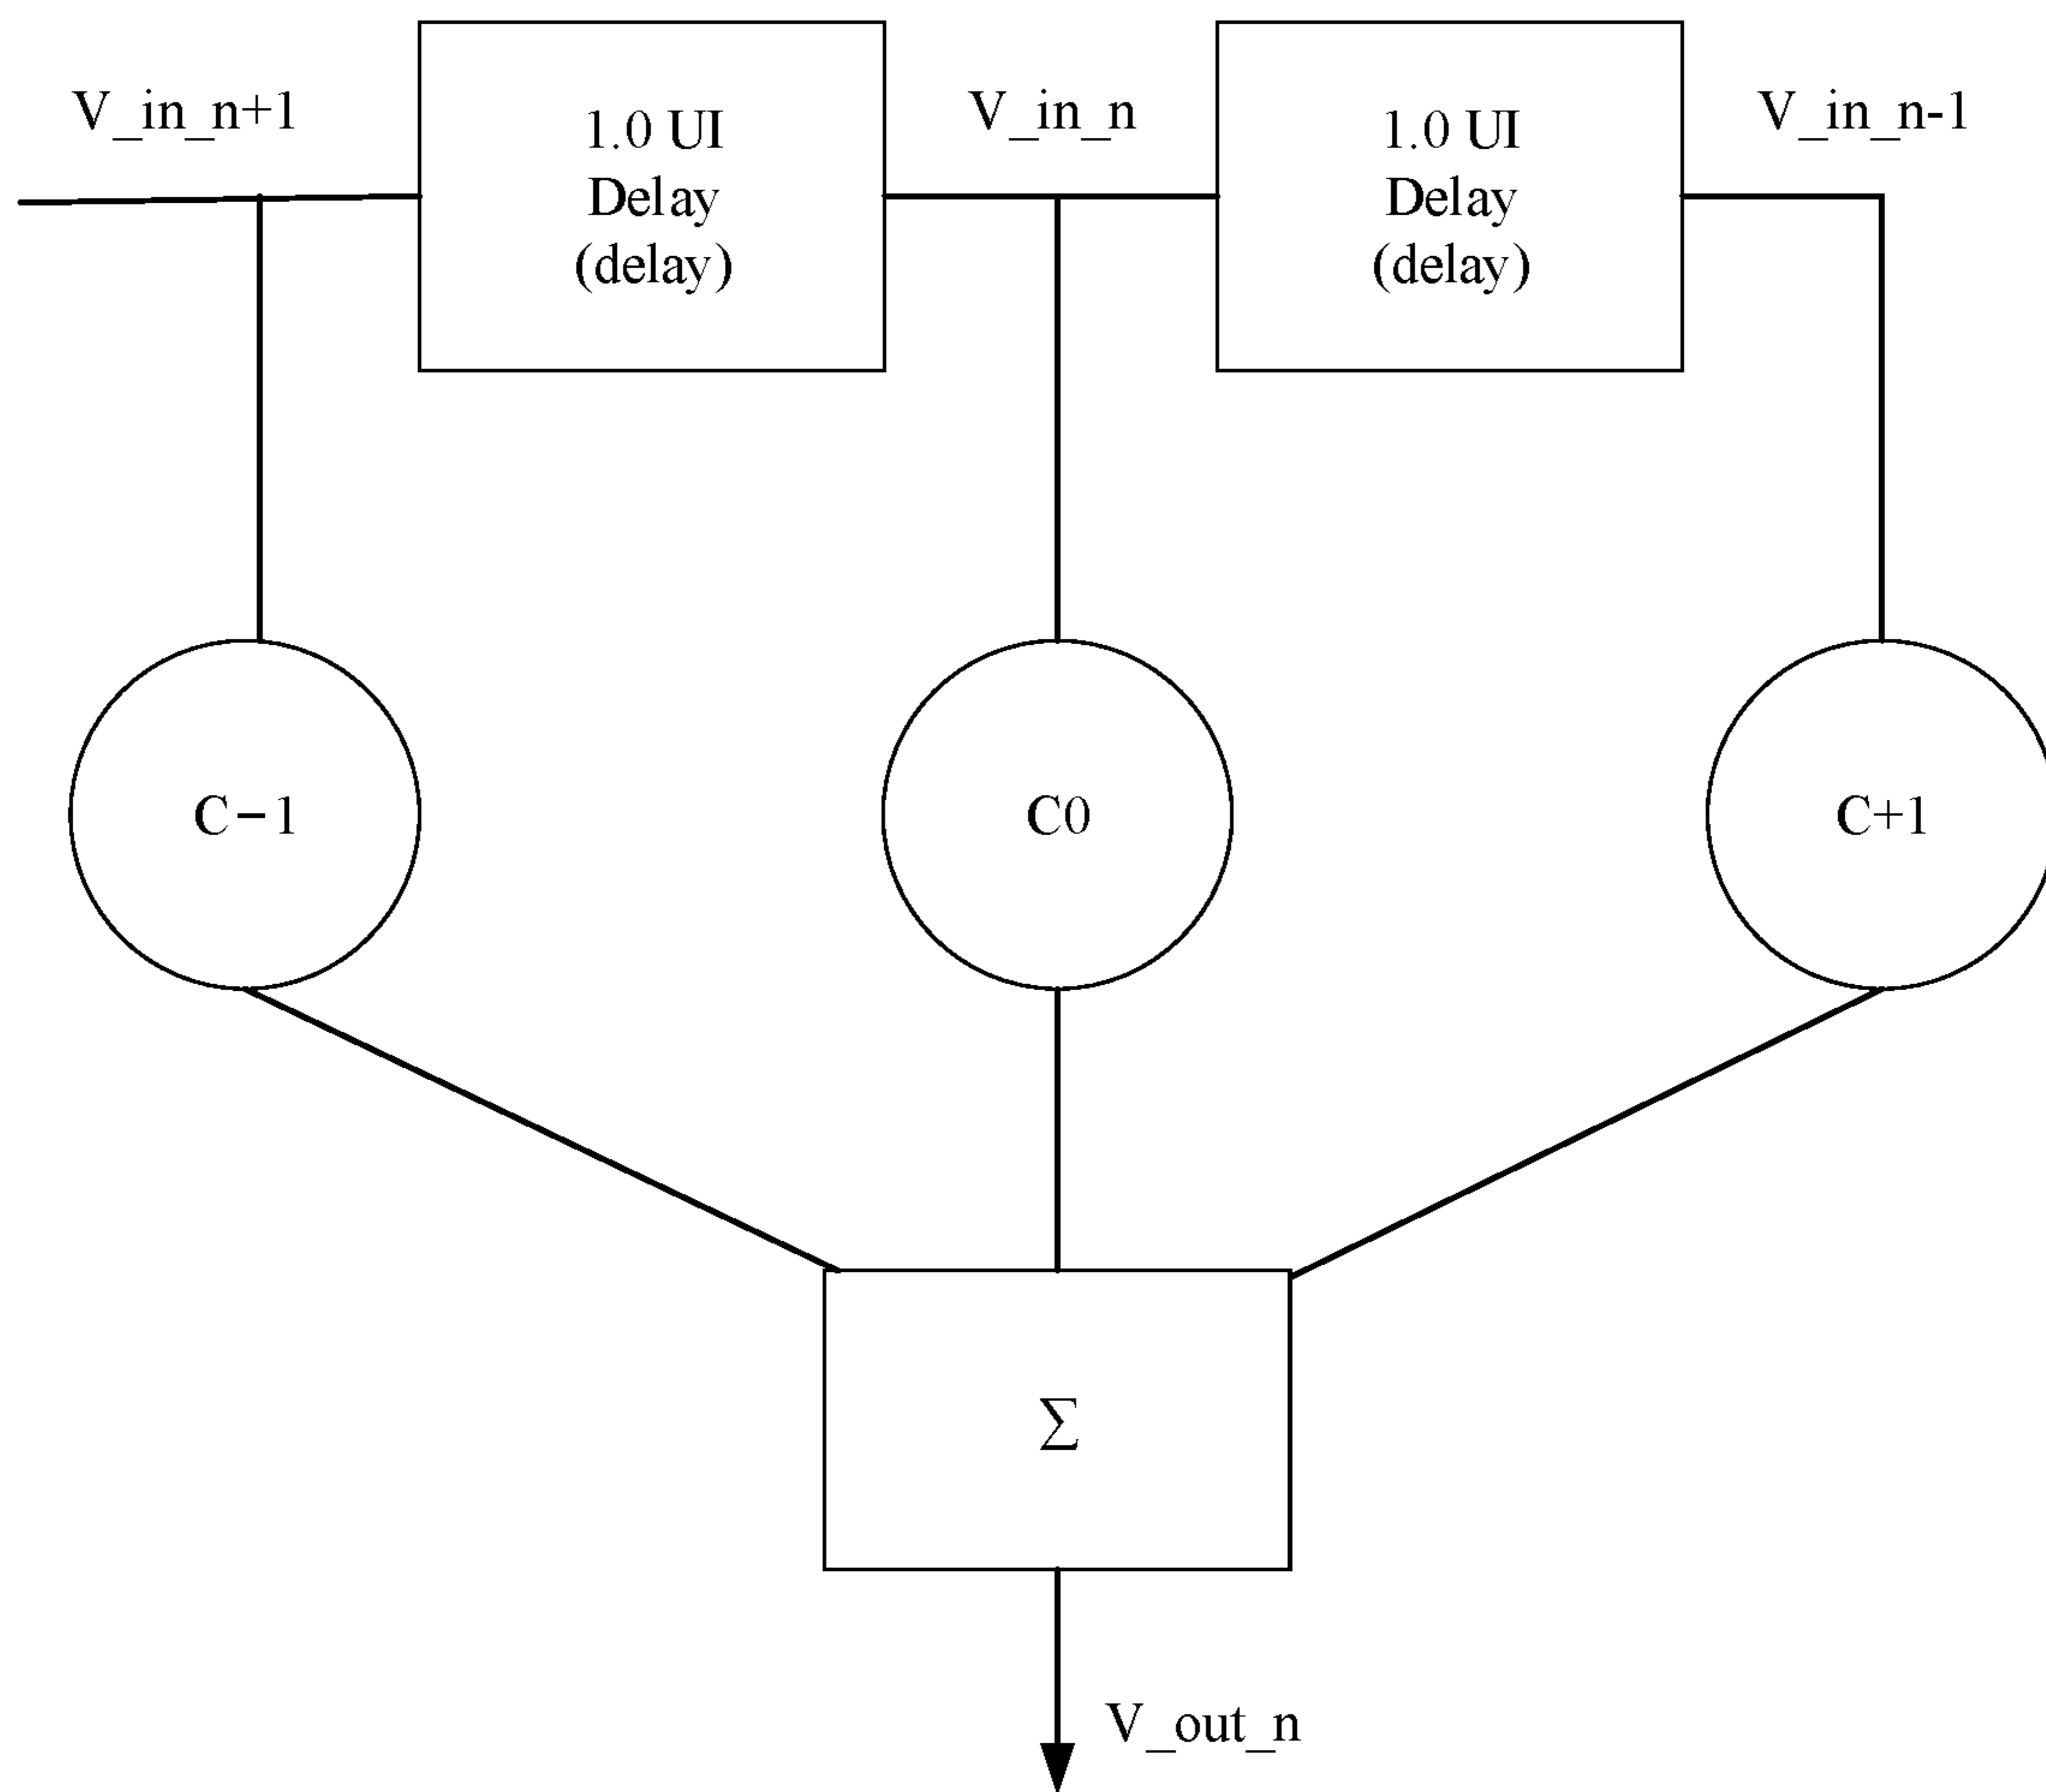 V_in_n+1
1.0 UI
Delay
(delay)
V_in_n
1.0 UI
Delay
(delay)
V_in_n-1
C−1
C0
C+1
Σ
V_out_n